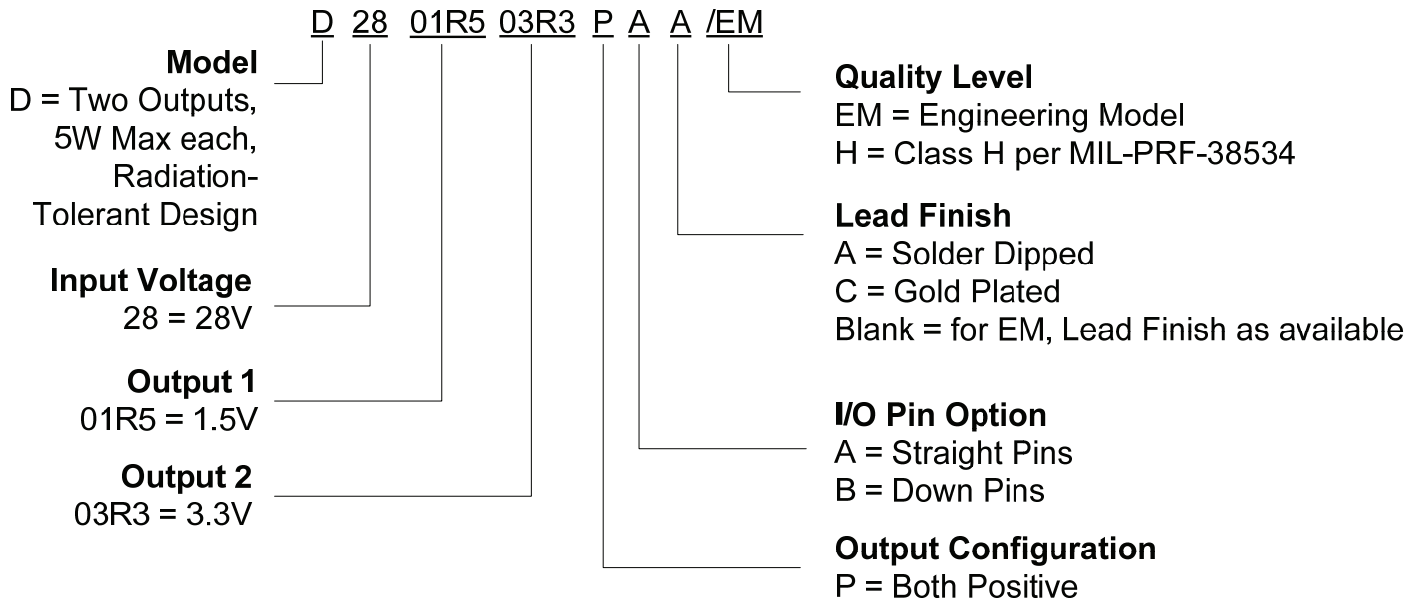 D 28 01R5 03R3 P A A /EM
Model
D = Two Outputs,
5W Max each,
Radiation-
Tolerant Design
Input Voltage
28 = 28V
Output 1
01R5 = 1.5V
Output 2
03R3 = 3.3V
Quality Level
EM = Engineering Model
H = Class H per MIL-PRF-38534
Lead Finish
A = Solder Dipped
C = Gold Plated
Blank = for EM, Lead Finish as available
I/O Pin Option
A = Straight Pins
B = Down Pins
Output Configuration
P = Both Positive